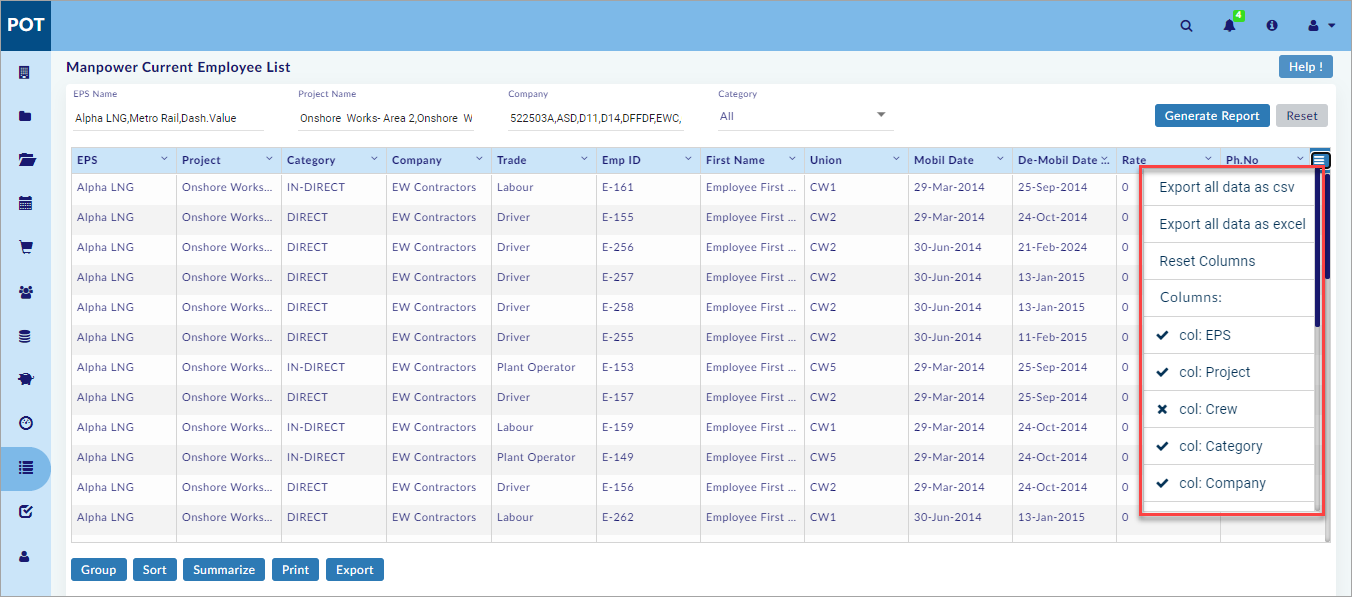 POT
4
Manpower Current Employee List
Help !
EPS Name Project Name Company Category
Alpha LNG,Metro Rail,Dash.Value Onshore Works- Area 2,Onshore W 522503A,ASD,D11,D14,DFFDF,EWC, All Generate Report Reset
EPS Project Category Company Trade Emp ID First Name Union Mobil Date De-Mobil Date ... Rate Ph.No
Alpha LNG Onshore Works... IN-DIRECT EW Contractors Labour E-161 Employee First ... CW1 29-Mar-2014 25-Sep-2014 0
Alpha LNG Onshore Works... DIRECT EW Contractors Driver E-155 Employee First ... CW2 29-Mar-2014 24-Oct-2014 0
Alpha LNG Onshore Works... DIRECT EW Contractors Driver E-256 Employee First ... CW2 30-Jun-2014 21-Feb-2024 0
Alpha LNG Onshore Works... DIRECT EW Contractors Driver E-257 Employee First ... CW2 30-Jun-2014 13-Jan-2015 0
Alpha LNG Onshore Works... DIRECT EW Contractors Driver E-258 Employee First ... CW2 30-Jun-2014 13-Jan-2015 0
Alpha LNG Onshore Works... DIRECT EW Contractors Driver E-255 Employee First ... CW2 30-Jun-2014 11-Feb-2015 0
Alpha LNG Onshore Works... IN-DIRECT EW Contractors Plant Operator E-153 Employee First ... CW5 29-Mar-2014 25-Sep-2014 0
Alpha LNG Onshore Works... DIRECT EW Contractors Driver E-157 Employee First ... CW2 29-Mar-2014 25-Sep-2014 0
Alpha LNG Onshore Works... IN-DIRECT EW Contractors Labour E-159 Employee First ... CW1 29-Mar-2014 24-Oct-2014 0
Alpha LNG Onshore Works... IN-DIRECT EW Contractors Plant Operator E-149 Employee First ... CW5 29-Mar-2014 24-Oct-2014 0
Alpha LNG Onshore Works... DIRECT EW Contractors Driver E-156 Employee First ... CW2 29-Mar-2014 24-Oct-2014 0
Alpha LNG Onshore Works... DIRECT EW Contractors Labour E-262 Employee First ... CW1 30-Jun-2014 13-Jan-2015 0
Export all data as csv
Export all data as excel
Reset Columns
Columns:
col: EPS
col: Project
col: Crew
col: Category
col: Company
Group Sort Summarize Print Export